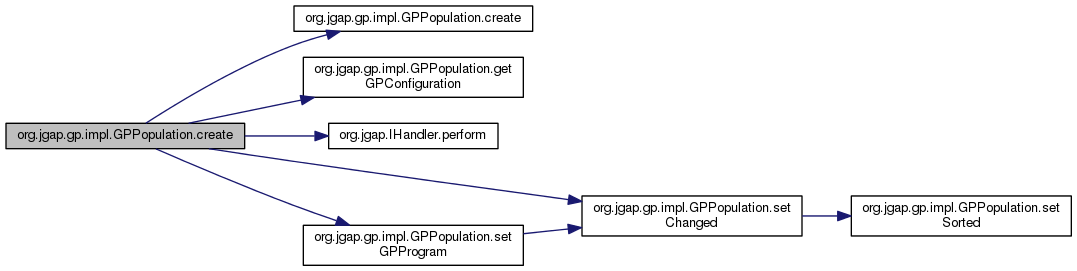 org.jgap.gp.impl.GPPopulation.create
org.jgap.gp.impl.GPPopulation.get
GPConfiguration
org.jgap.gp.impl.GPPopulation.create
org.jgap.IHandler.perform
org.jgap.gp.impl.GPPopulation.set
Changed
org.jgap.gp.impl.GPPopulation.set
Sorted
org.jgap.gp.impl.GPPopulation.set
GPProgram